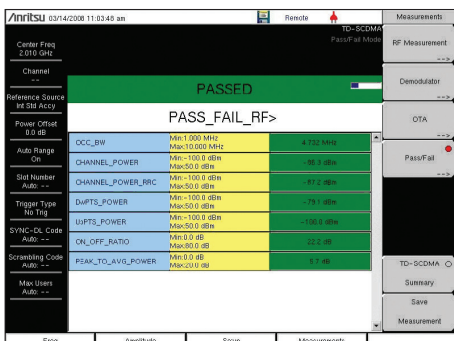 Anritsu 03/14/2008 11:03:48 am
Remote
Measurements
TD-SCDMA
Pass/Fail Mode
Center Freq
2.010 GHz
Channel
--
Reference Source
Int Std Accy
Power Offset
0.0 dB
Auto Range
On
Slot Number
Auto: --
Trigger Type
No Trig
SYNC-DL Code
Auto: --
Scrambling Code
Auto: --
Max Users
Auto: --
PASSED
PASS_FAIL_RF>
OCC_BW Min:1.000 MHz Max:10.000 MHz 4.732 MHz
CHANNEL_POWER Min:-100.0 dBm Max:50.0 dBm -86.3 dBm
CHANNEL_POWER_RRC Min:-100.0 dBm Max:50.0 dBm -87.2 dBm
DwPTS_POWER Min:-100.0 dBm Max:50.0 dBm -79.1 dBm
UpPTS_POWER Min:-100.0 dBm Max:50.0 dBm -100.0 dBm
ON_OFF_RATIO Min:0.0 dB Max:80.0 dB 22.2 dB
PEAK_TO_AVG_POWER Min:0.0 dB Max:20.0 dB 5.7 dB
RF Measurement
-->
Demodulator
-->
OTA
-->
Pass/Fail
-->
TD-SCDMA
Summary
Save
Measurement
Freq Amplitude Save Measurements